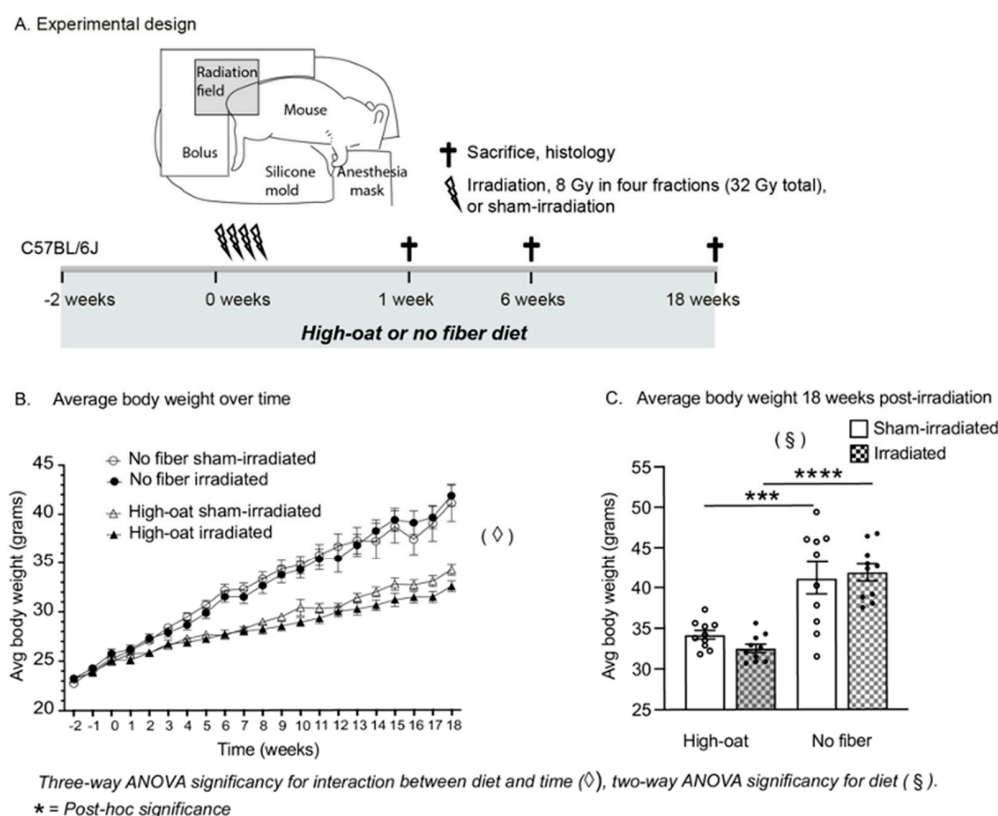 A. Experimental design
Radiation
field
Mouse
Bolus
Silicone
mold
Anesthesia
mask
Sacrifice, histology
Irradiation, 8 Gy in four fractions (32 Gy total),
or sham-irradiation
C57BL/6J
-2 weeks 0 weeks 1 week 6 weeks 18 weeks
High-oat or no fiber diet
B. Average body weight over time
No fiber sham-irradiated
No fiber irradiated
High-oat sham-irradiated
High-oat irradiated
(◊)
Avg body weight (grams)
45
40
35
30
25
20
-2 -1 0 1 2 3 4 5 6 7 8 9 10 11 12 13 14 15 16 17 18
Time (weeks)
C. Average body weight 18 weeks post-irradiation
(§)
Sham-irradiated
Irradiated
****
***
Avg body weight (grams)
55
50
45
40
35
30
25
High-oat No fiber
Three-way ANOVA significancy for interaction between diet and time (◊), two-way ANOVA significancy for diet (§).
* = Post-hoc significance